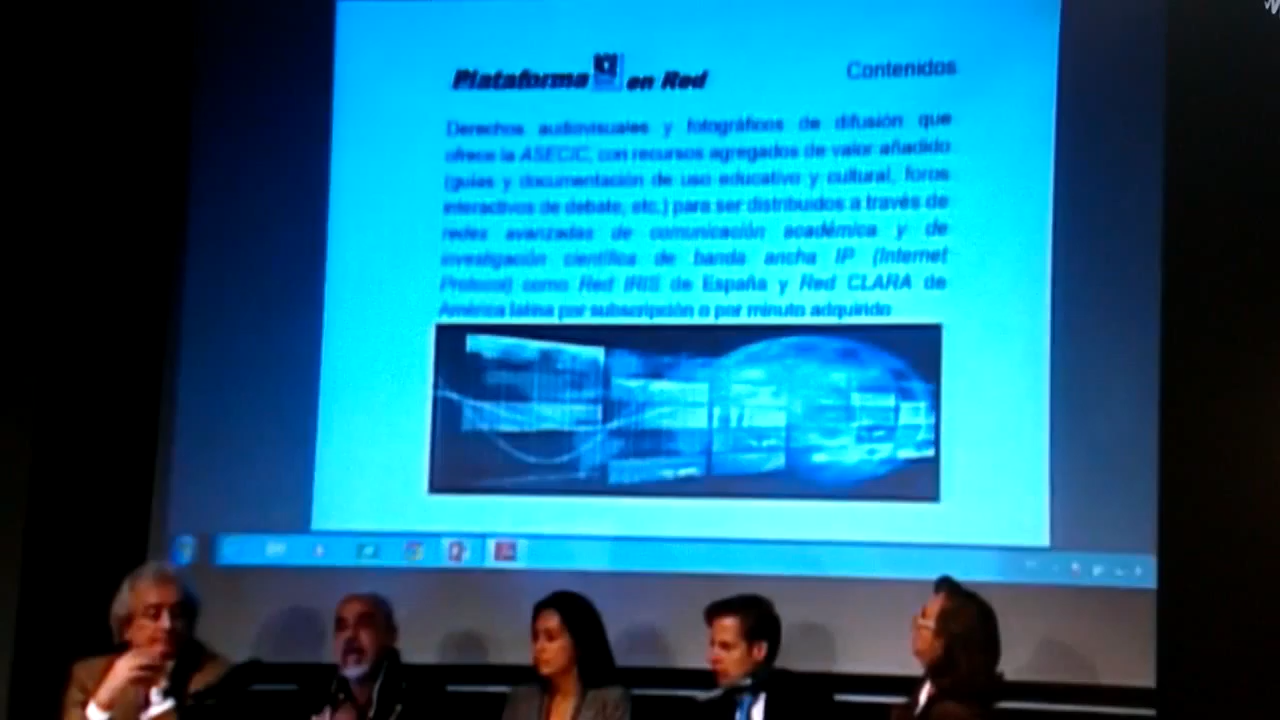 Plataforma en Red
Contenidos
Derechos audiovisuales y fotográficos de difusión que
ofrece la ASECIC, con recursos agregados de valor añadido
(guías y documentación de uso educativo y cultural, foros
interactivos de debate, etc.) para ser distribuidos a través de
redes avanzadas de comunicación académica y de
investigación científica de banda ancha IP (Internet
Protocol) como Red IRIS de España y Red CLARA de
América latina por subscripción o por minuto adquirido